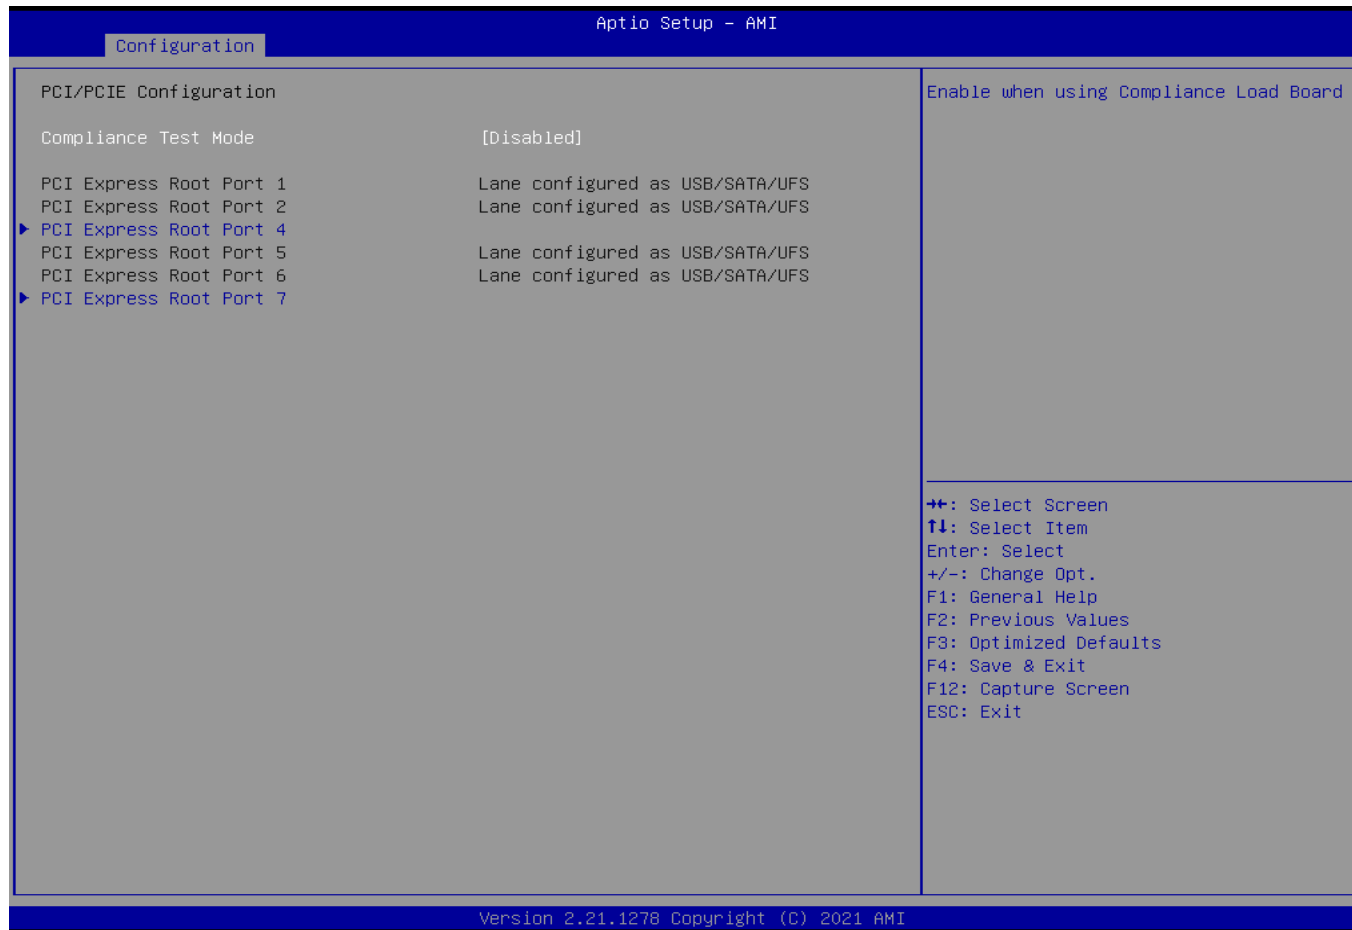 Aptio Setup – AMI
Configuration
PCI/PCIE Configuration
Compliance Test Mode [Disabled]
PCI Express Root Port 1 Lane configured as USB/SATA/UFS
PCI Express Root Port 2 Lane configured as USB/SATA/UFS
PCI Express Root Port 4
PCI Express Root Port 5 Lane configured as USB/SATA/UFS
PCI Express Root Port 6 Lane configured as USB/SATA/UFS
PCI Express Root Port 7
Enable when using Compliance Load Board
→←: Select Screen
↑↓: Select Item
Enter: Select
+/-: Change Opt.
F1: General Help
F2: Previous Values
F3: Optimized Defaults
F4: Save & Exit
F12: Capture Screen
ESC: Exit
Version 2.21.1278 Copyright (C) 2021 AMI